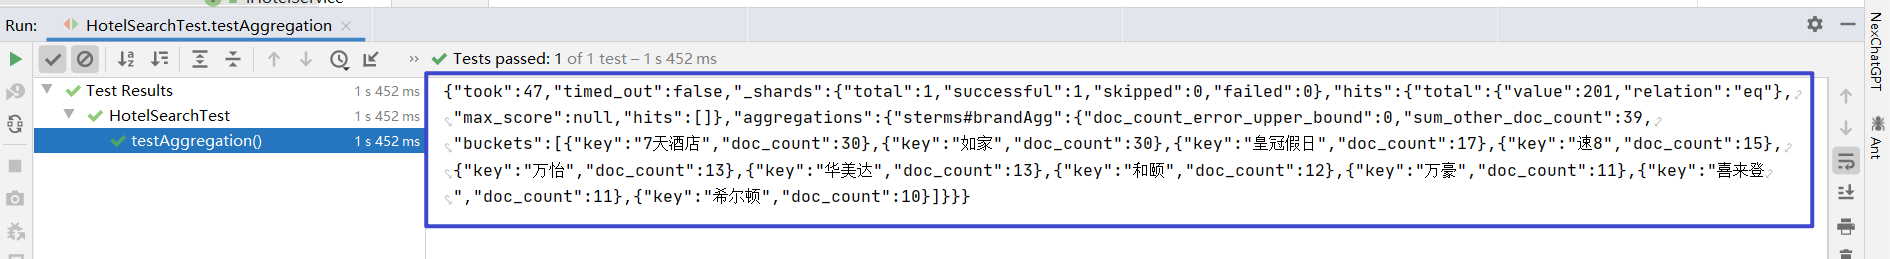 IHotelService
Run: HotelSearchTest.testAggregation
Tests passed: 1 of 1 test – 1 s 452 ms
Test Results 1 s 452 ms
HotelSearchTest 1 s 452 ms
testAggregation() 1 s 452 ms
{"took":47,"timed_out":false,"_shards":{"total":1,"successful":1,"skipped":0,"failed":0},"hits":{"total":{"value":201,"relation":"eq"},
"max_score":null,"hits":[]},"aggregations":{"sterms#brandAgg":{"doc_count_error_upper_bound":0,"sum_other_doc_count":39,
"buckets":[{"key":"7天酒店","doc_count":30},{"key":"如家","doc_count":30},{"key":"皇冠假日","doc_count":17},{"key":"速8","doc_count":15},
{"key":"万怡","doc_count":13},{"key":"华美达","doc_count":13},{"key":"和颐","doc_count":12},{"key":"万豪","doc_count":11},{"key":"喜来登
","doc_count":11},{"key":"希尔顿","doc_count":10}]}}}
NexChatGPT
Ant